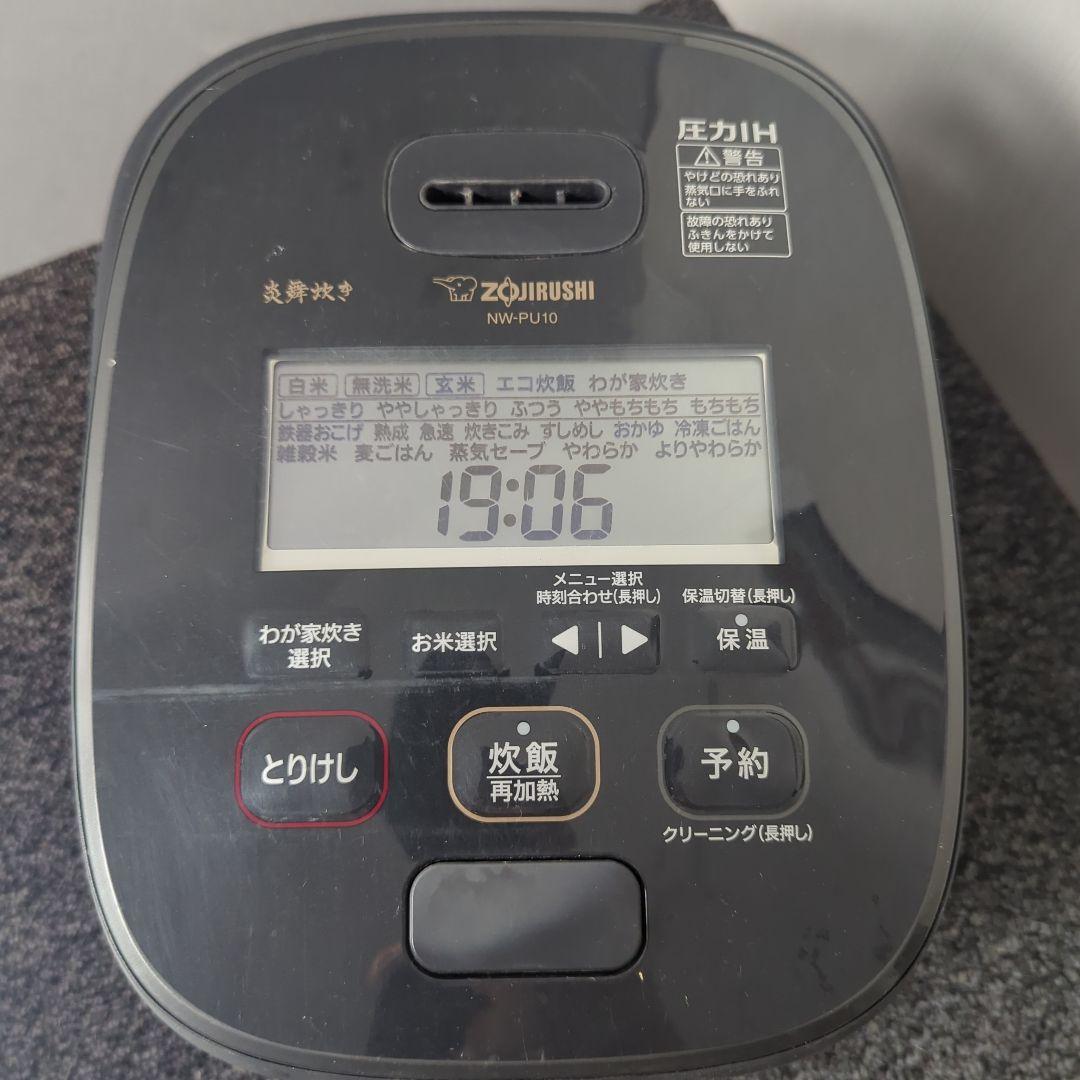 圧力IH
警告
やけどの恐れあり
蒸気口に手をふれ
ない
故障の恐れあり
ふきんをかけて
使用しない
炎舞炊き
ZOJIRUSHI
NW-PU10
白米 無洗米 玄米 エコ炊飯 わが家炊き
しゃっきり ややしゃっきり ふつう ややもちもち もちもち
鉄器おこげ 熟成 急速 炊きこみ すしめし おかゆ 冷凍ごはん
雑穀米 麦ごはん 蒸気セーブ やわらか よりやわらか
19:06
メニュー選択
時刻合わせ(長押し)
保温切替(長押し)
わが家炊き
選択
お米選択
保温
とりけし
炊飯
再加熱
予約
クリーニング(長押し)